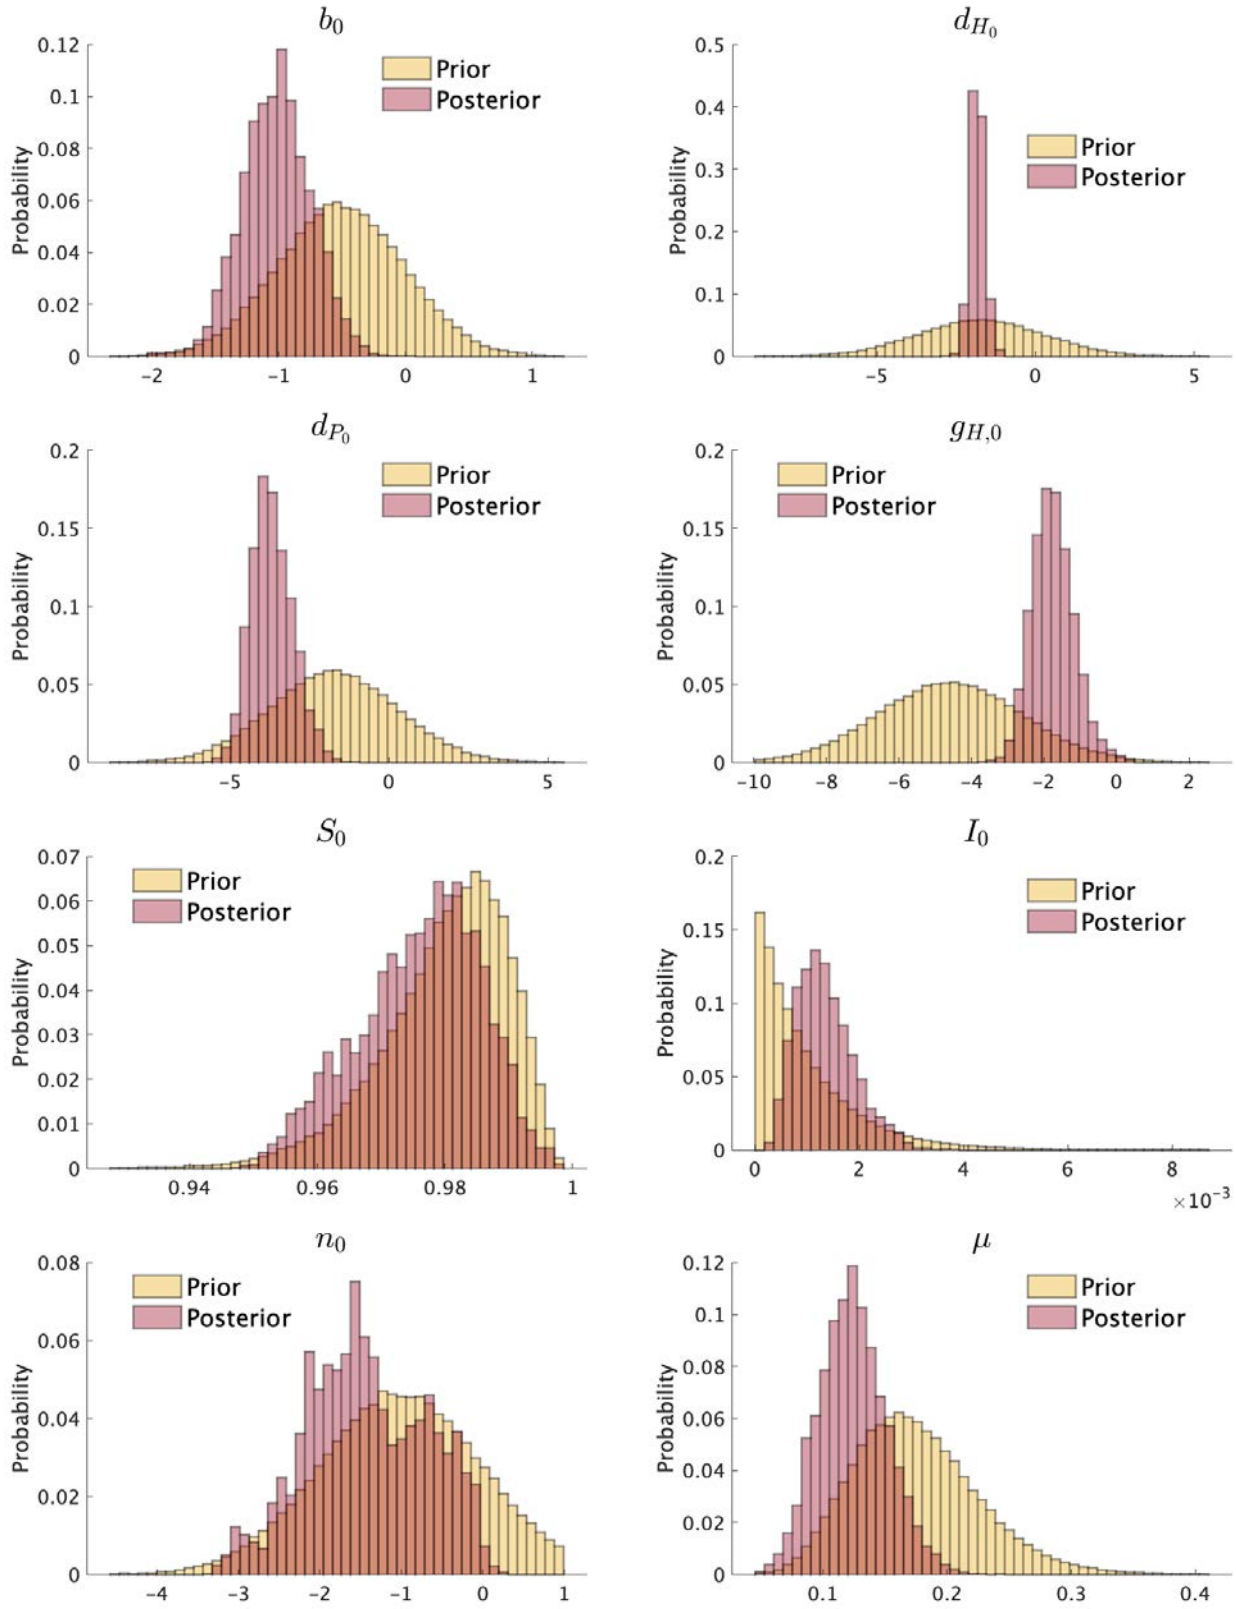 b₀
Probability
0.12
0.1
0.08
0.06
0.04
0.02
0
-2
-1
0
1
Prior
Posterior
d_{H₀}
Probability
0.5
0.4
0.3
0.2
0.1
0
-5
0
5
Prior
Posterior
d_{P₀}
Probability
0.2
0.15
0.1
0.05
0
-5
0
5
Prior
Posterior
g_{H,0}
Probability
0.2
0.15
0.1
0.05
0
-10
-8
-6
-4
-2
0
2
Prior
Posterior
S₀
Probability
0.07
0.06
0.05
0.04
0.03
0.02
0.01
0
0.94
0.96
0.98
1
Prior
Posterior
I₀
Probability
0.2
0.15
0.1
0.05
0
0
2
4
6
8
×10⁻³
Prior
Posterior
n₀
Probability
0.08
0.06
0.04
0.02
0
-4
-3
-2
-1
0
1
Prior
Posterior
μ
Probability
0.12
0.1
0.08
0.06
0.04
0.02
0
0.1
0.2
0.3
0.4
Prior
Posterior